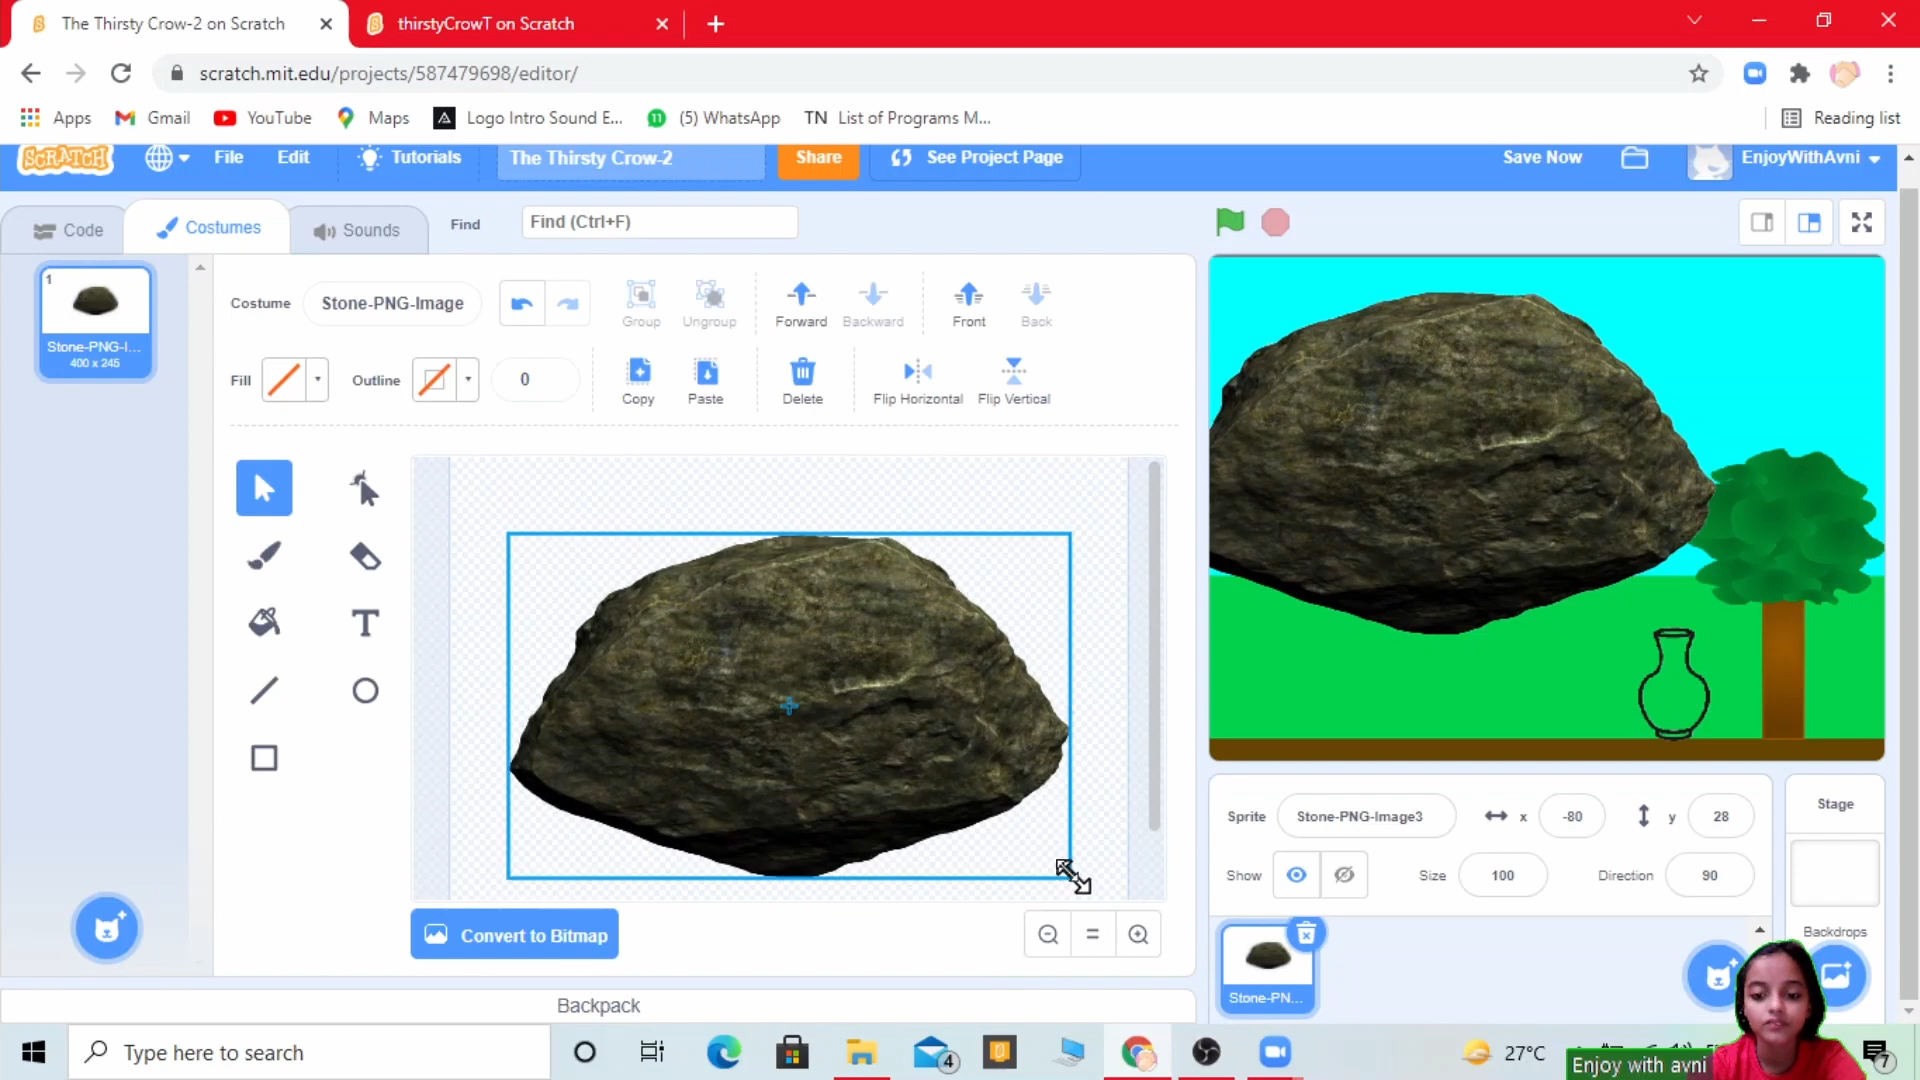 The Thirsty Crow-2 on Scratch
thirstyCrowT on Scratch
scratch.mit.edu/projects/587479698/editor/
Apps
Gmail
YouTube
Maps
Logo Intro Sound E...
11
(5) WhatsApp
TN
List of Programs M...
Reading list
SCRATCH
File
Edit
Tutorials
The Thirsty Crow-2
Share
See Project Page
Save Now
EnjoyWithAvni
Code
Costumes
Sounds
Find
Find (Ctrl+F)
1
Stone-PNG-I...
400 x 245
Costume
Stone-PNG-Image
Group
Ungroup
Forward
Backward
Front
Back
Fill
Outline
0
Copy
Paste
Delete
Flip Horizontal
Flip Vertical
Convert to Bitmap
Backpack
Sprite
Stone-PNG-Image3
x
-80
y
28
Show
Size
100
Direction
90
Stone-PN...
Stage
Backdrops
Type here to search
4
27°C
Enjoy with avni
7